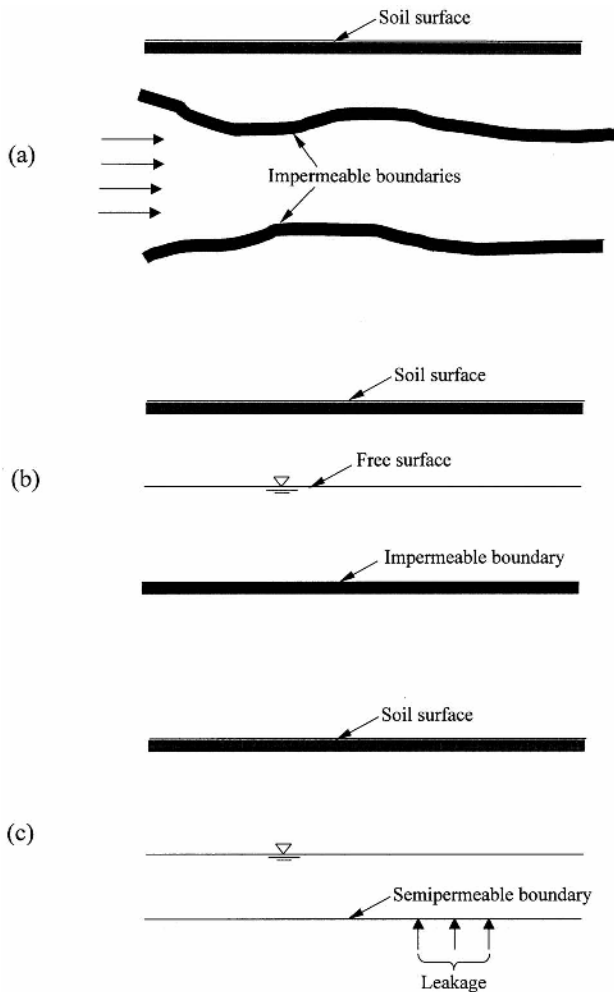 Soil surface
(a)
Impermeable boundaries
Soil surface
(b)
Free surface
Impermeable boundary
Soil surface
(c)
Semipermeable boundary
Leakage